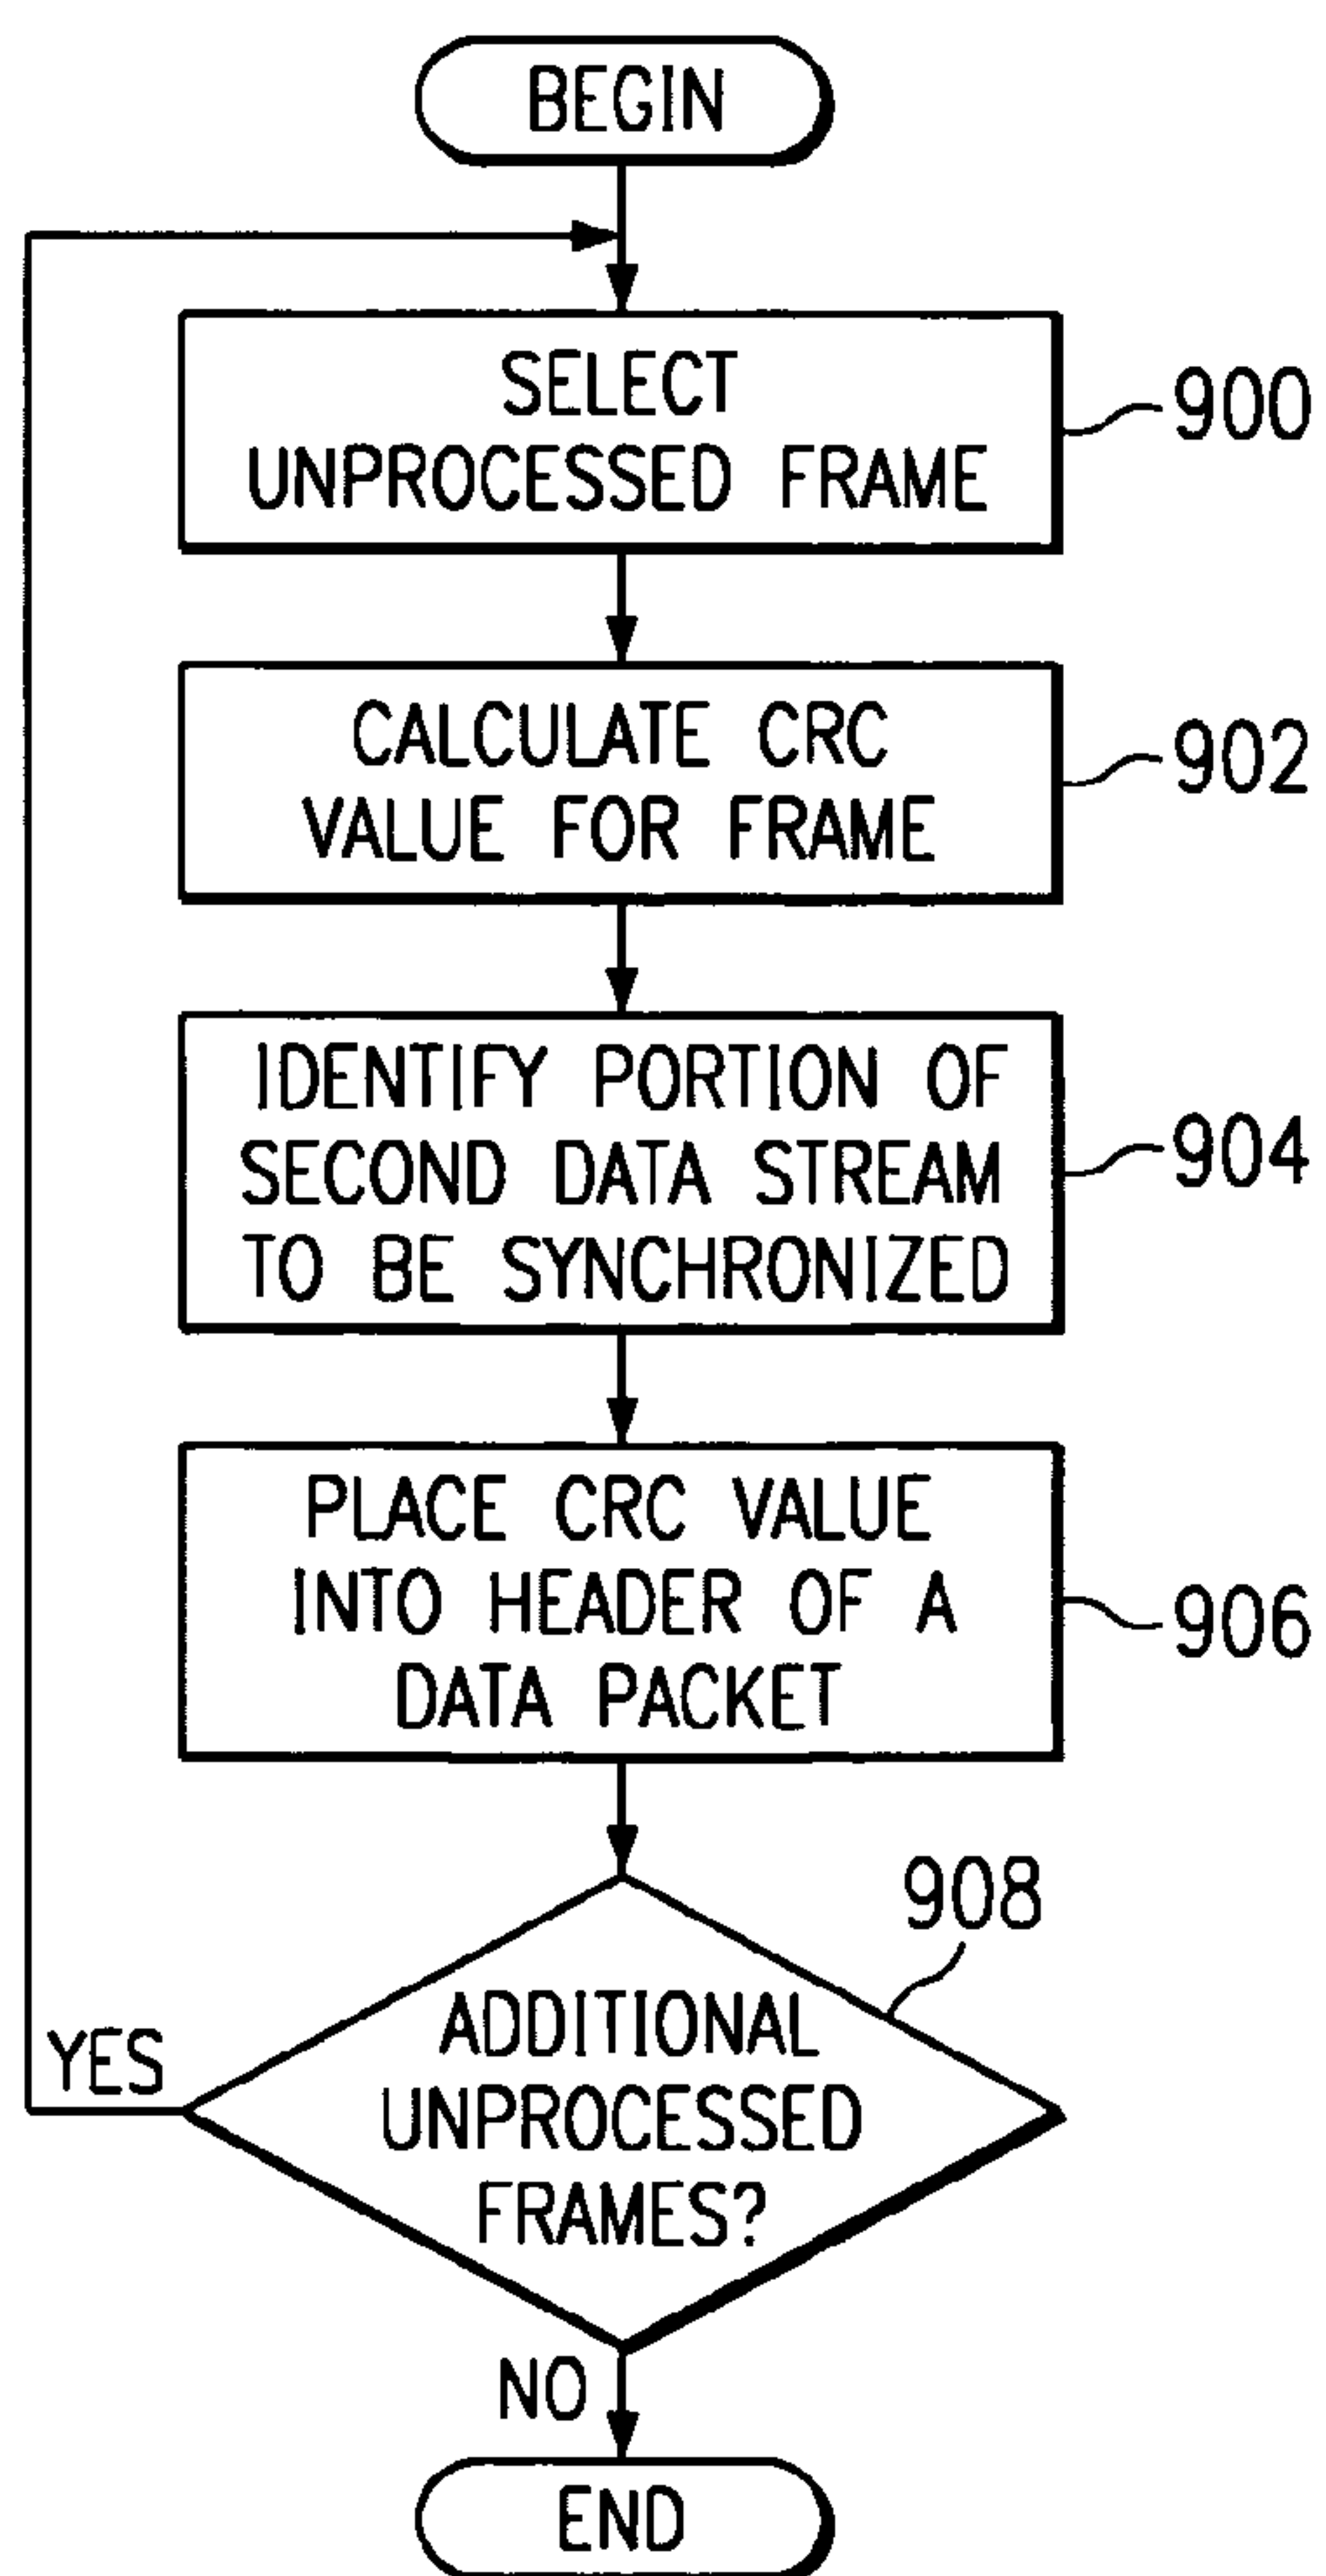 BEGIN
SELECT
UNPROCESSED FRAME
900
CALCULATE CRC
VALUE FOR FRAME
902
IDENTIFY PORTION OF
SECOND DATA STREAM
TO BE SYNCHRONIZED
904
PLACE CRC VALUE
INTO HEADER OF A
DATA PACKET
906
908
ADDITIONAL
UNPROCESSED
FRAMES?
YES
NO
END